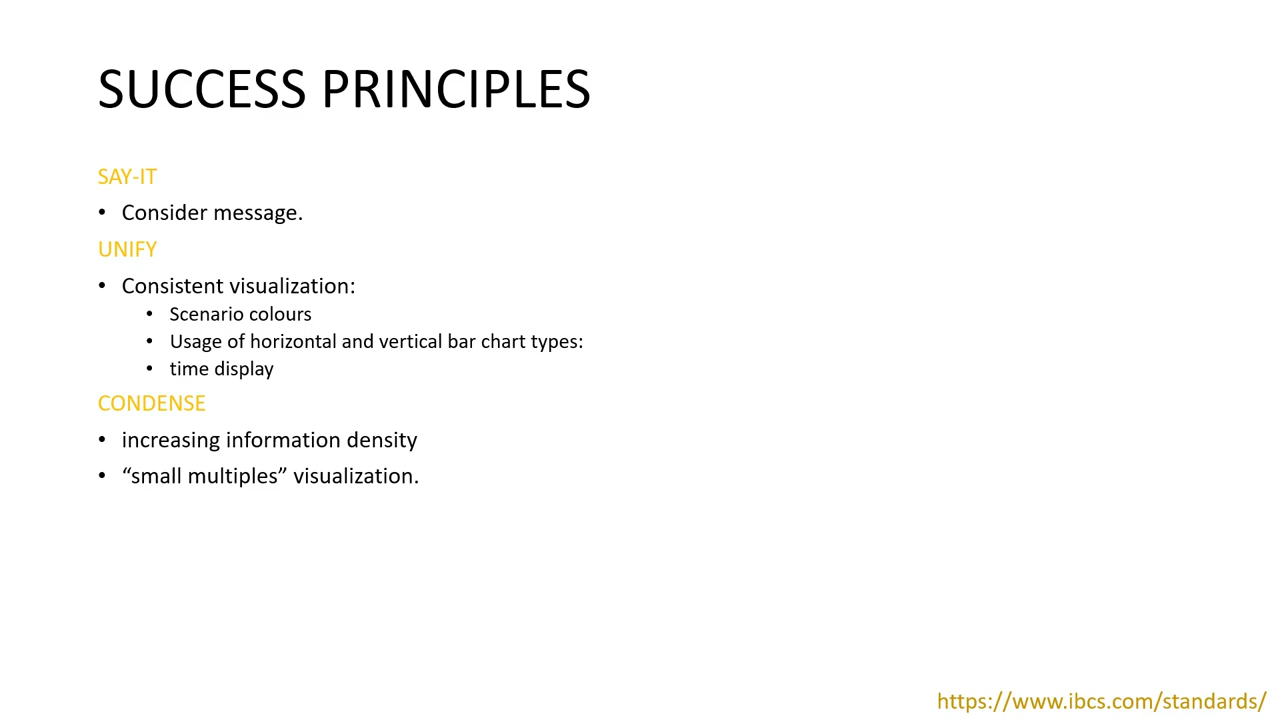 SUCCESS PRINCIPLES
SAY-IT
• Consider message.
UNIFY
• Consistent visualization:
• Scenario colours
• Usage of horizontal and vertical bar chart types:
• time display
CONDENSE
• increasing information density
• “small multiples” visualization.
https://www.ibcs.com/standards/